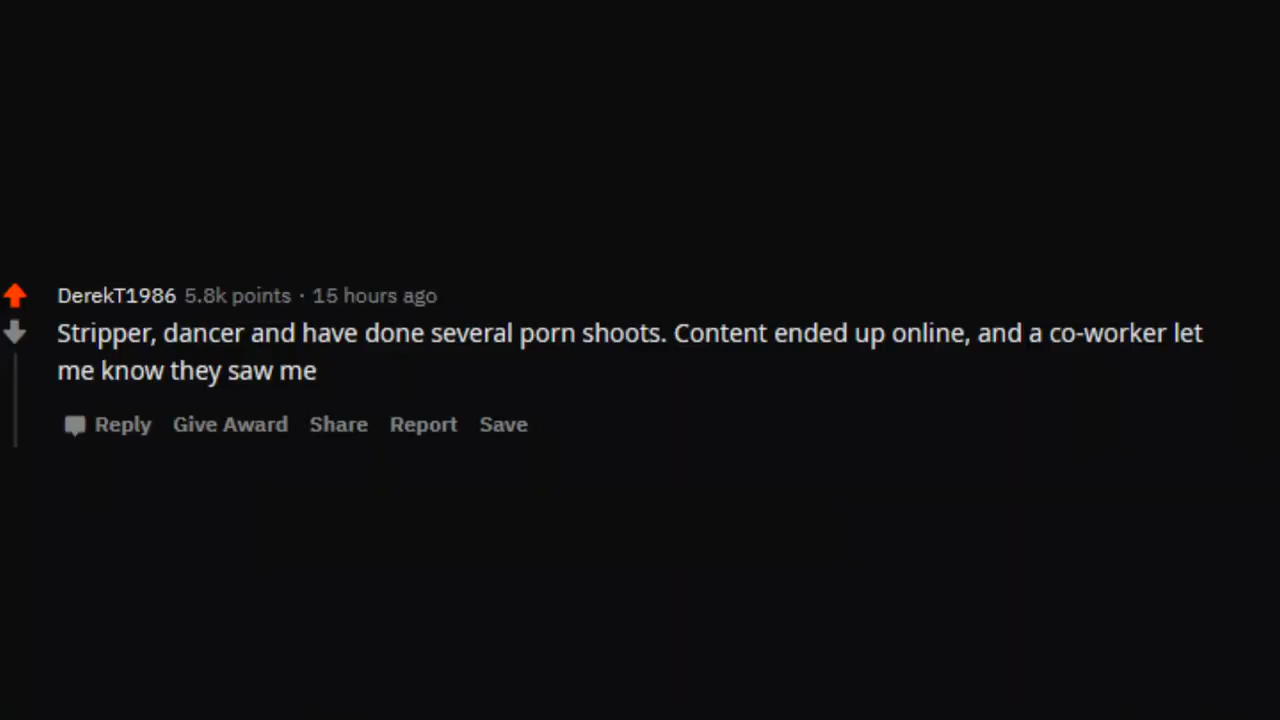 DerekT1986 5.8k points · 15 hours ago
Stripper, dancer and have done several porn shoots. Content ended up online, and a co-worker let
me know they saw me
Reply Give Award Share Report Save